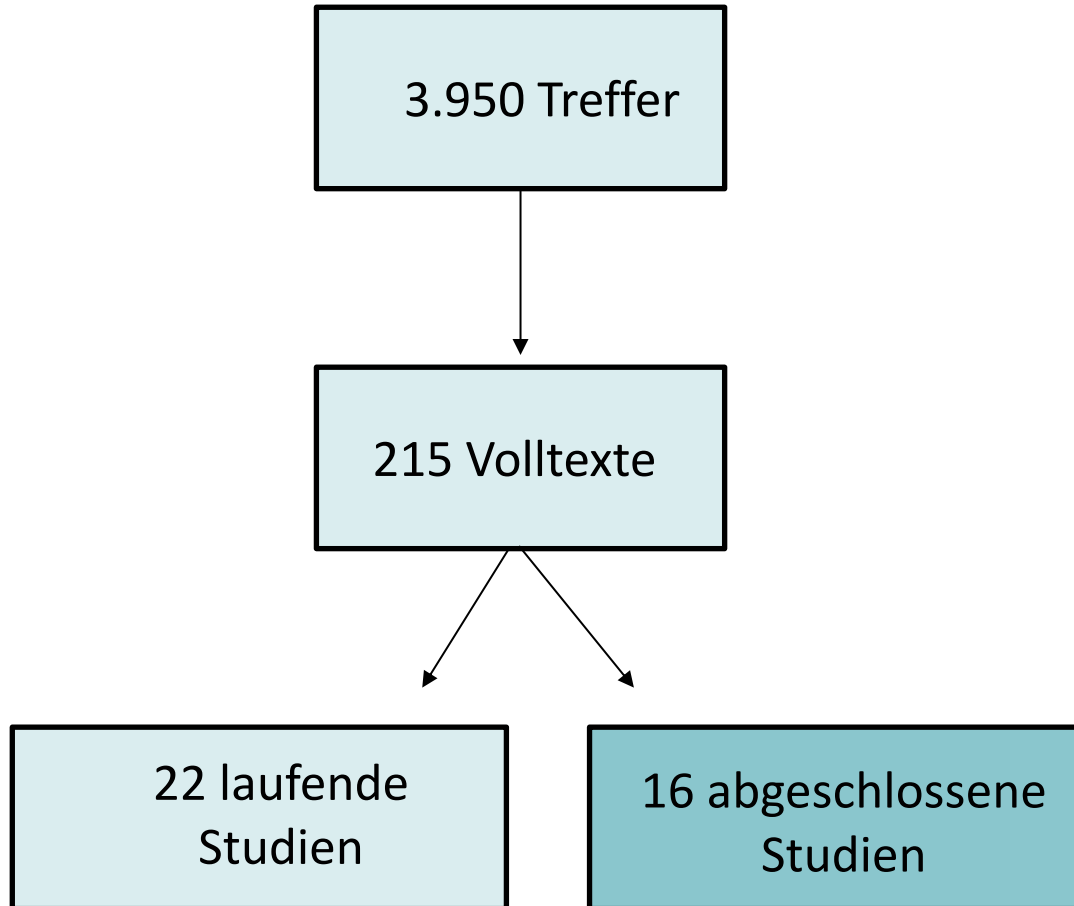 3.950 Treffer
215 Volltexte
22 laufende
Studien
16 abgeschlossene
Studien